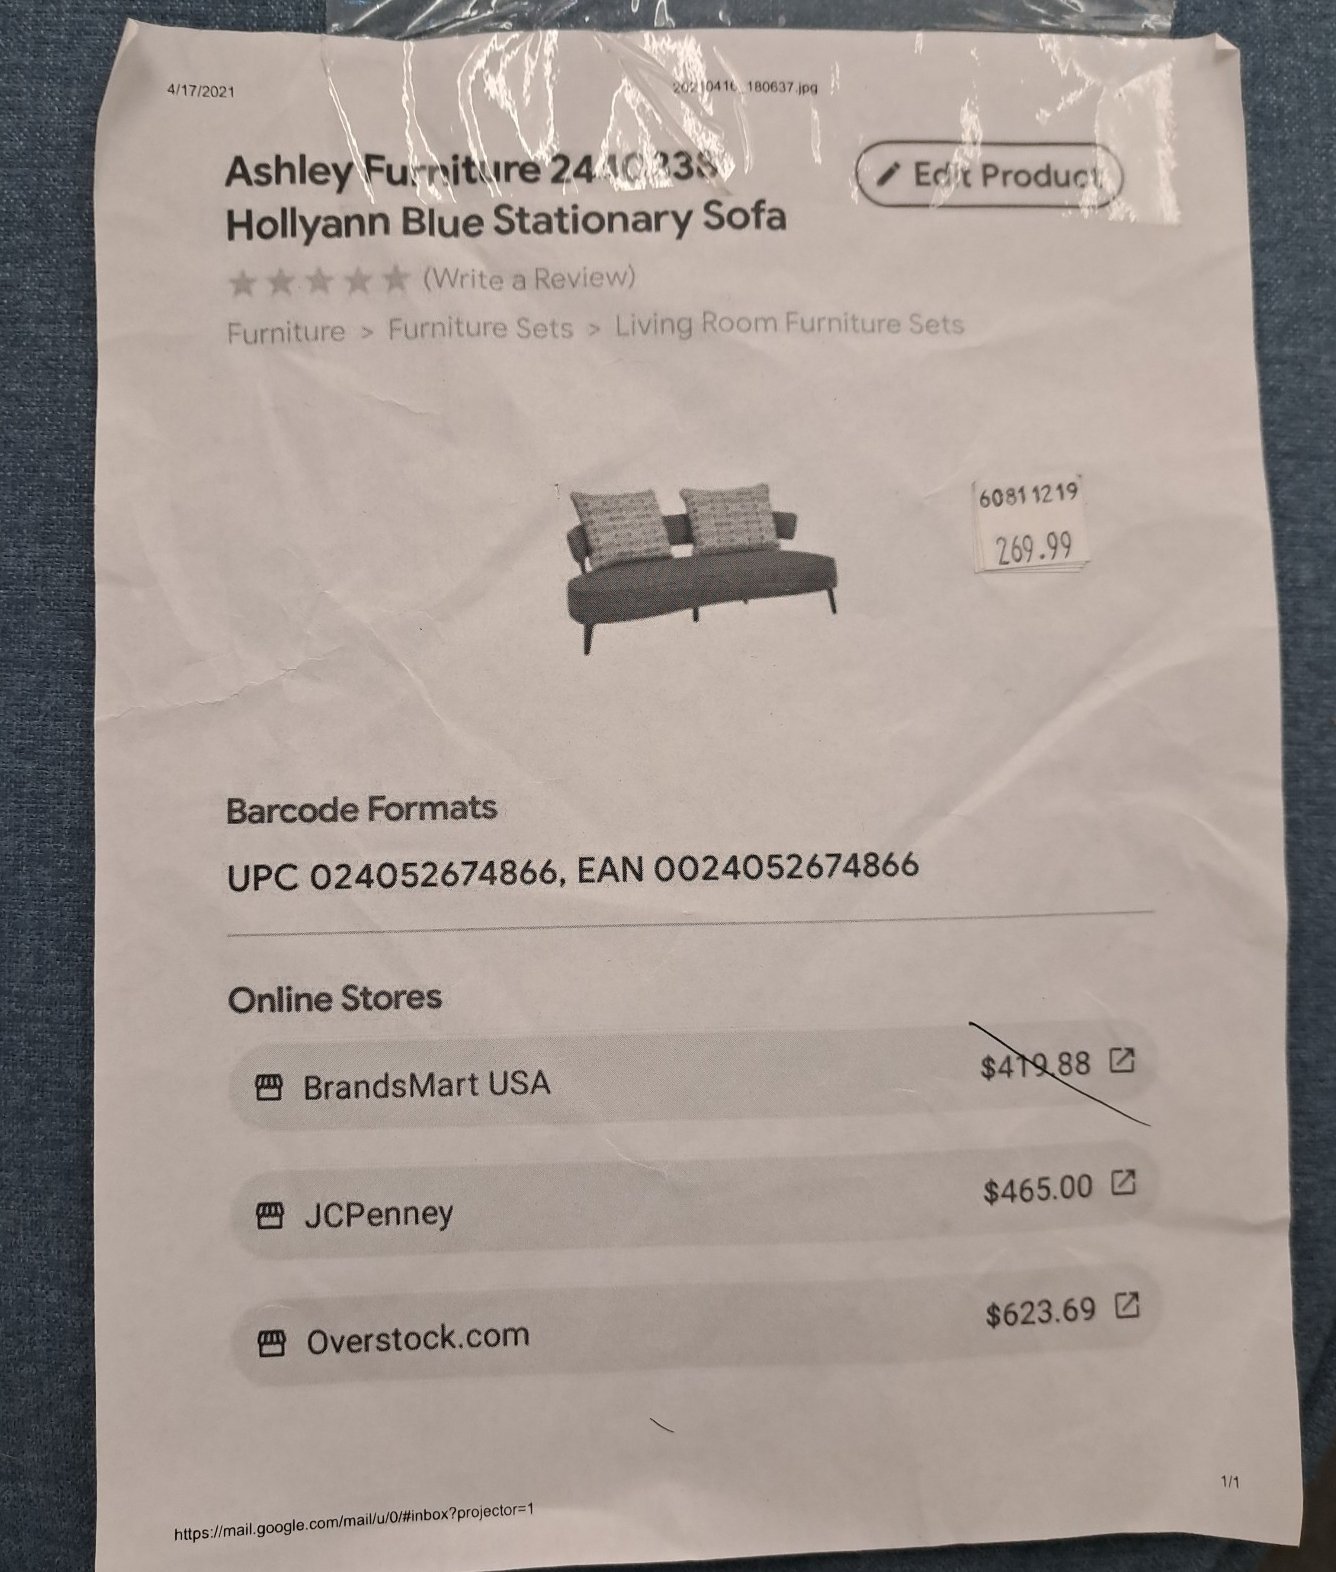 4/17/2021
180637.jpg
Ashley Furniture
Hollyann Blue Stationary Sofa
Edit Product
(Write a Review)
Furniture > Furniture Sets > Living Room Furniture Sets
60811219
269.99
Barcode Formats
UPC 024052674866, EAN 0024052674866
Online Stores
BrandsMart USA $419.88
JCPenney $465.00
Overstock.com $623.69
1/1
https://mail.google.com/mail/u/0/#inbox?projector=1